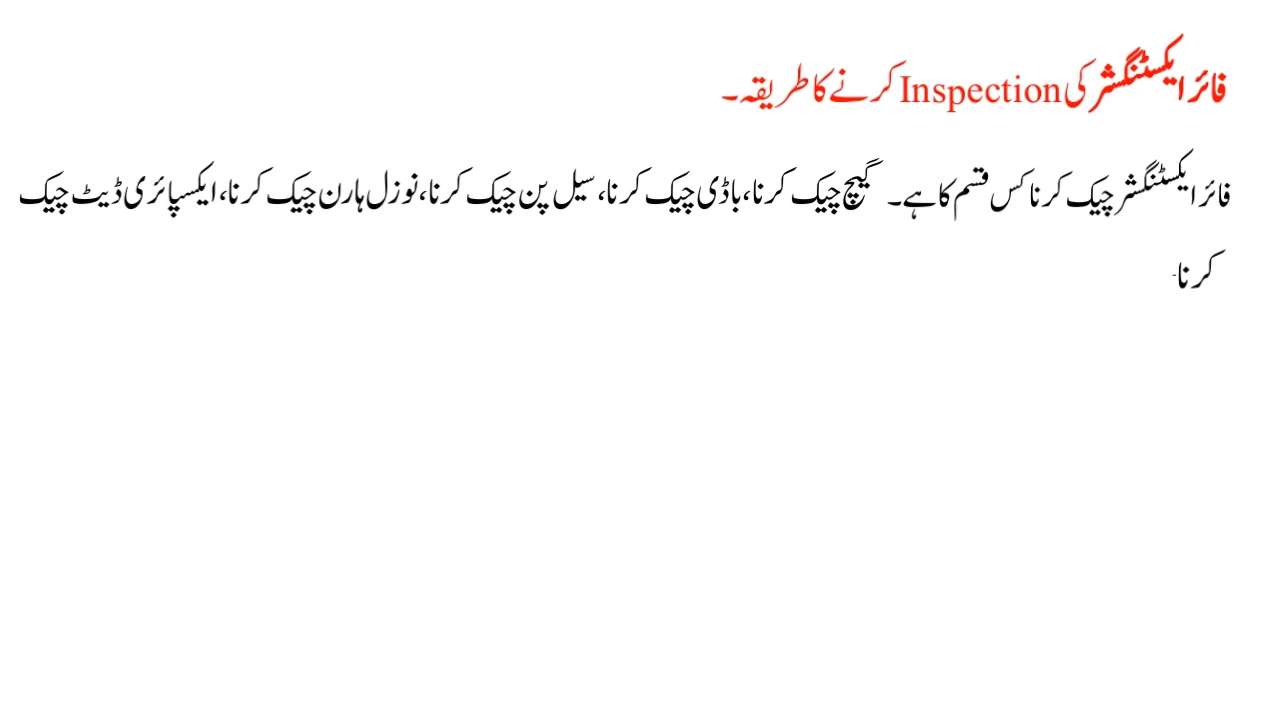 فائر ایکسٹنگشر کی Inspection کرنے کا طریقہ۔
فائر ایکسٹنگشر چیک کرنا کس قسم کا ہے۔ گیج چیک کرنا، باڈی چیک کرنا، سیل پن چیک کرنا، نوزل ہارن چیک کرنا، ایکسپائری ڈیٹ چیک
کرنا۔